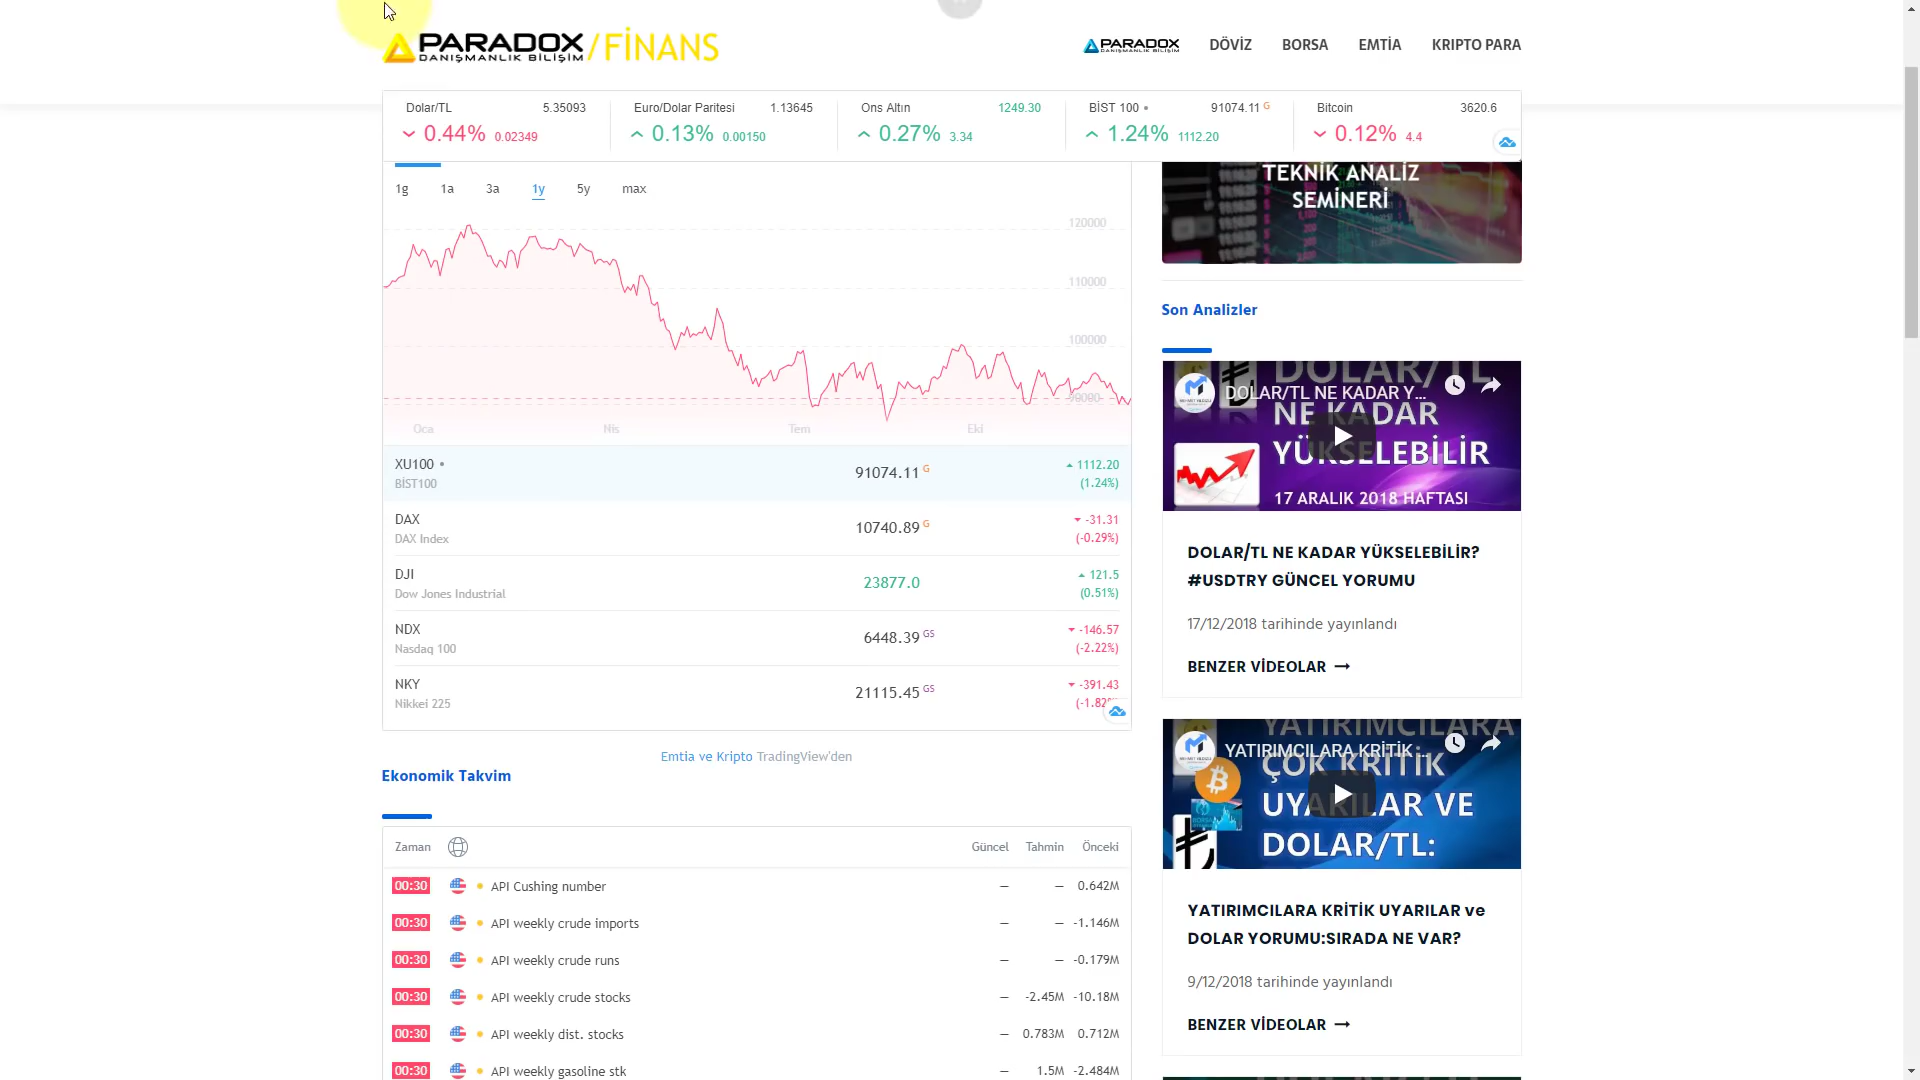 PARADOX
DANIŞMANLIK BİLİŞİM
/FİNANS
PARADOX
DANIŞMANLIK BİLİŞİM
DÖVİZ
BORSA
EMTİA
KRIPTO PARA
Dolar/TL 5.35093
0.44% 0.02349
Euro/Dolar Paritesi 1.13645
0.13% 0.00150
Ons Altın 1249.30
0.27% 3.34
BİST 100 91074.11 G
1.24% 1112.20
Bitcoin 3620.6
0.12% 4.4
1g 1a 3a 1y 5y max
120000
110000
100000
90000
Oca Nis Tem Eki
XU100 91074.11 G 1112.20
BİST100 (1.24%)
DAX 10740.89 G -31.31
DAX Index (-0.29%)
DJI 23877.0 121.5
Dow Jones Industrial (0.51%)
NDX 6448.39 GS -146.57
Nasdaq 100 (-2.22%)
NKY 21115.45 GS -391.43
Nikkei 225
Emtia ve Kripto TradingView'den
Ekonomik Takvim
Zaman Güncel Tahmin Önceki
00:30 API Cushing number — — 0.642M
00:30 API weekly crude imports — — -1.146M
00:30 API weekly crude runs — — -0.179M
00:30 API weekly crude stocks — -2.45M -10.18M
00:30 API weekly dist. stocks — 0.783M 0.712M
00:30 API weekly gasoline stk — 1.5M -2.484M
TEKNİK ANALİZ
SEMİNERİ
Son Analizler
DOLAR/TL NE KADAR Y...
DOLAR/TL
NE KADAR
YÜKSELEBİLİR
17 ARALIK 2018 HAFTASI
DOLAR/TL NE KADAR YÜKSELEBİLİR?
#USDTRY GÜNCEL YORUMU
17/12/2018 tarihinde yayınlandı
BENZER VİDEOLAR →
YATIRIMCILARA KRİTİK ...
YATIRIMCILARA
ÇOK KRİTİK
UYARILAR VE
DOLAR/TL:
YATIRIMCILARA KRİTİK UYARILAR ve
DOLAR YORUMU:SIRADA NE VAR?
9/12/2018 tarihinde yayınlandı
BENZER VİDEOLAR →